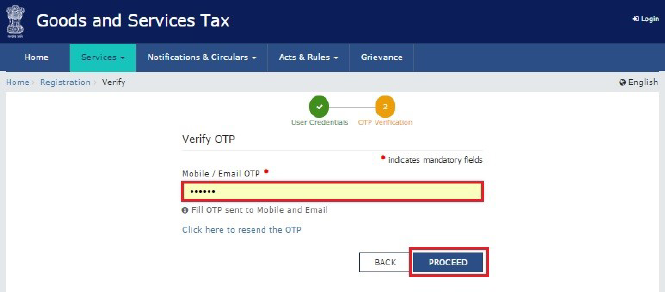 Goods and Services Tax
Login
Home Services Notifications & Circulars Acts & Rules Grievance
Home Registration Verify English
2
User Credentials OTP Verification
Verify OTP
• indicates mandatory fields
Mobile / Email OTP •
••••••
Fill OTP sent to Mobile and Email
Click here to resend the OTP
BACK PROCEED